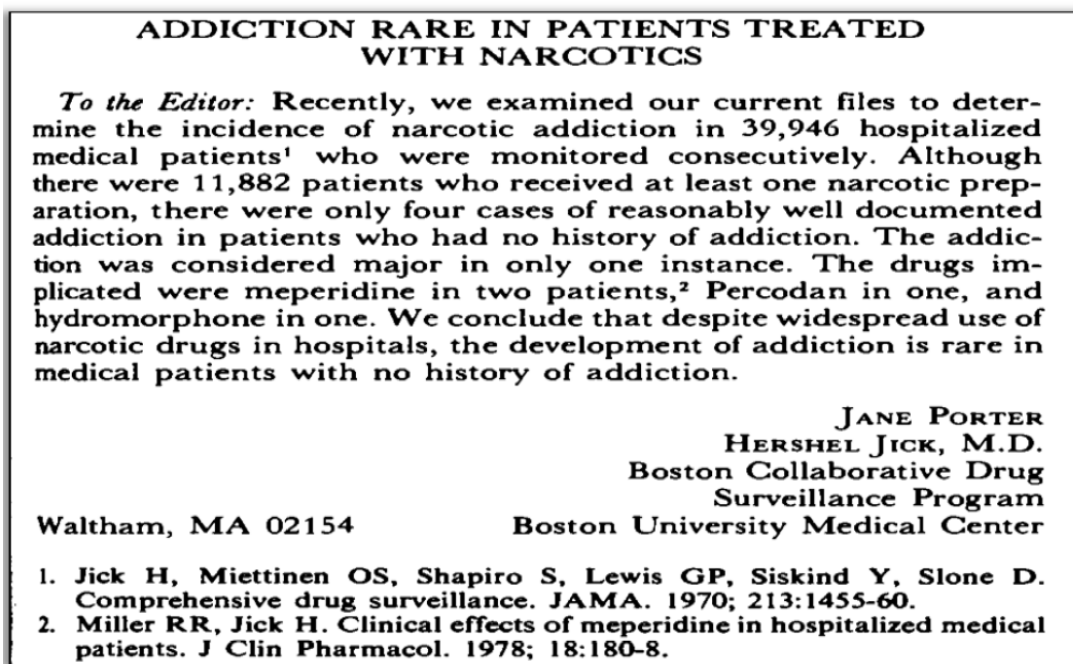 ADDICTION RARE IN PATIENTS TREATED
WITH NARCOTICS
To the Editor: Recently, we examined our current files to deter-
mine the incidence of narcotic addiction in 39,946 hospitalized
medical patients¹ who were monitored consecutively. Although
there were 11,882 patients who received at least one narcotic prep-
aration, there were only four cases of reasonably well documented
addiction in patients who had no history of addiction. The addic-
tion was considered major in only one instance. The drugs im-
plicated were meperidine in two patients,² Percodan in one, and
hydromorphone in one. We conclude that despite widespread use of
narcotic drugs in hospitals, the development of addiction is rare in
medical patients with no history of addiction.
JANE PORTER
HERSHEL JICK, M.D.
Boston Collaborative Drug
Surveillance Program
Waltham, MA 02154 Boston University Medical Center
1. Jick H, Miettinen OS, Shapiro S, Lewis GP, Siskind Y, Slone D.
Comprehensive drug surveillance. JAMA. 1970; 213:1455-60.
2. Miller RR, Jick H. Clinical effects of meperidine in hospitalized medical
patients. J Clin Pharmacol. 1978; 18:180-8.